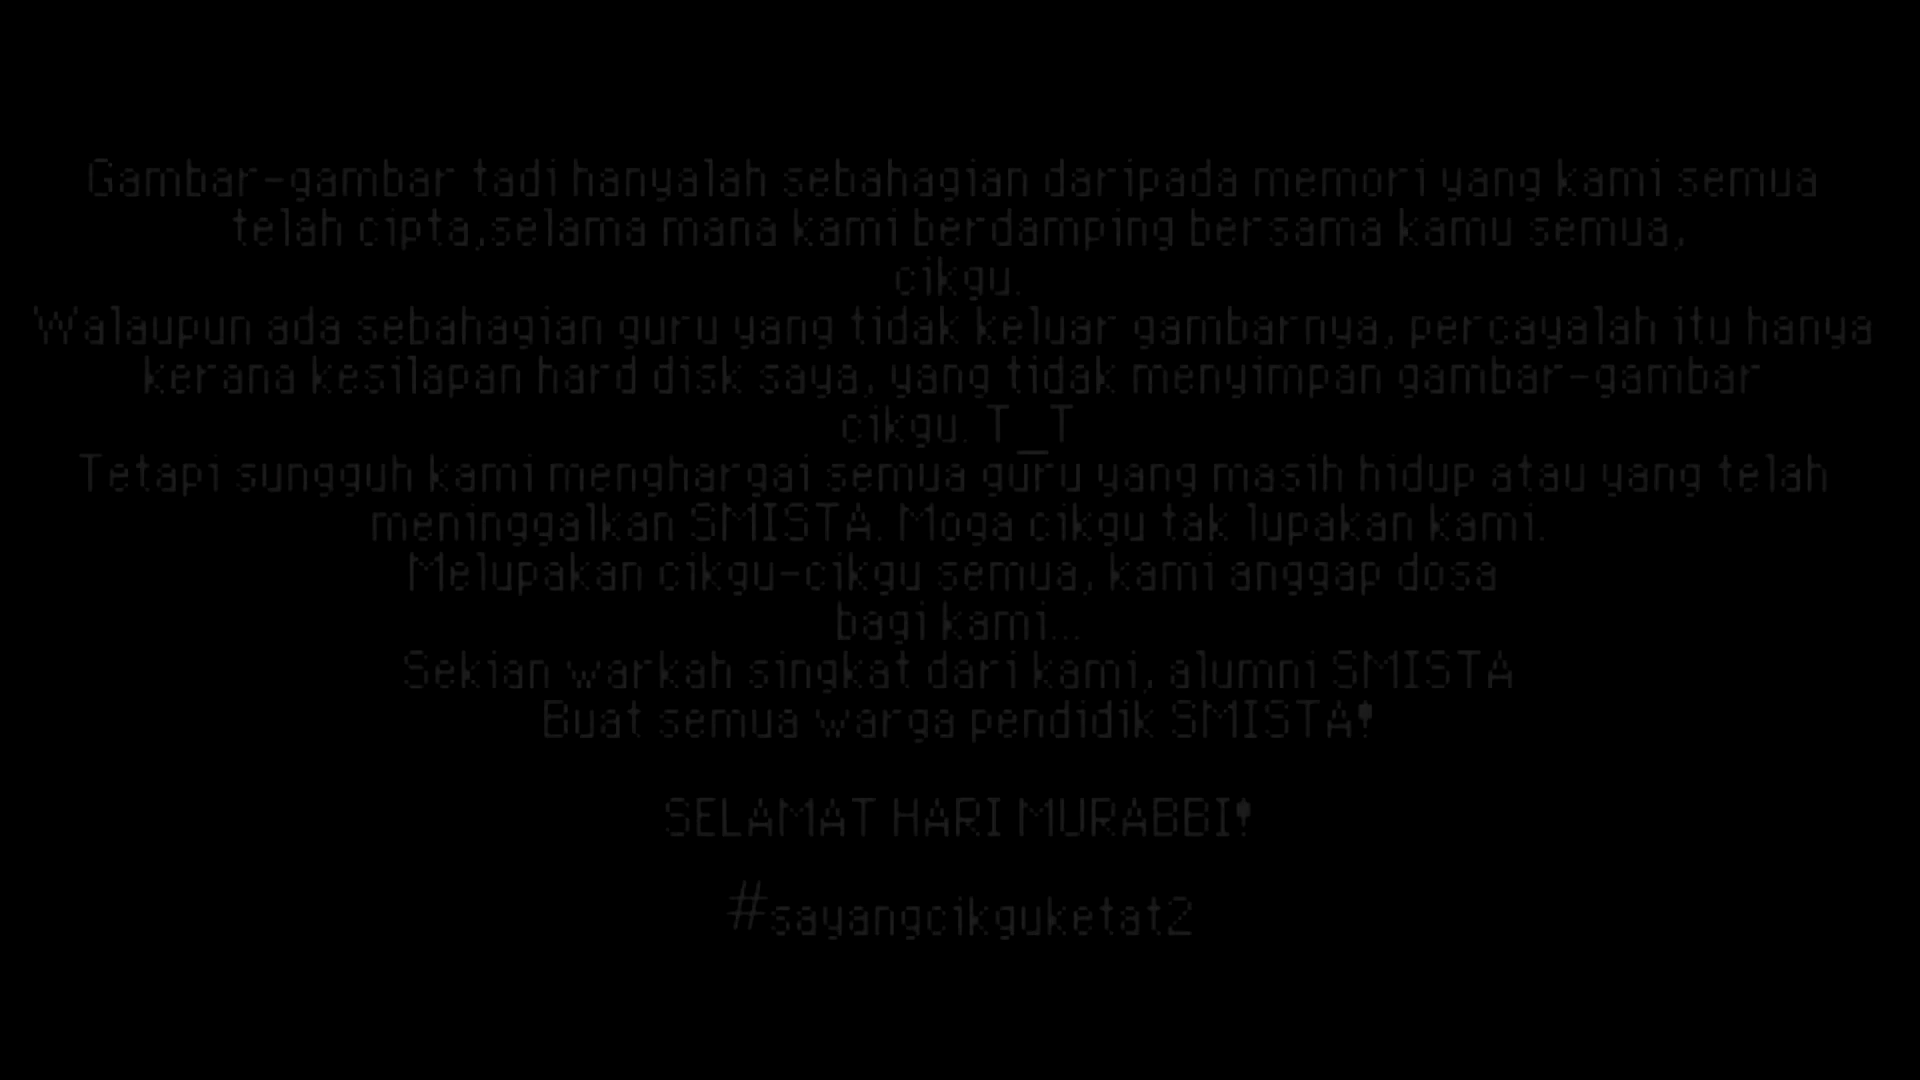 Gambar-gambar tadi hanyalah sebahagian daripada memori yang kami semua
telah cipta,selama mana kami berdamping bersama kamu semua,
cikgu.
Walaupun ada sebahagian guru yang tidak keluar gambarnya, percayalah itu hanya
kerana kesilapan hard disk saya, yang tidak menyimpan gambar-gambar
cikgu. T_T
Tetapi sungguh kami menghargai semua guru yang masih hidup atau yang telah
meninggalkan SMISTA. Moga cikgu tak lupakan kami.
Melupakan cikgu-cikgu semua, kami anggap dosa
bagi kami...
Sekian warkah singkat dari kami, alumni SMISTA
Buat semua warga pendidik SMISTA!
SELAMAT HARI MURABBI!
#sayangcikguketat2